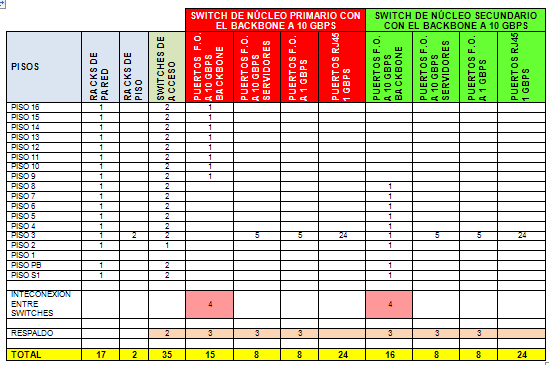 SWITCH DE NÚCLEO PRIMARIO CON
EL BACKBONE A 10 GBPS
SWITCH DE NÚCLEO SECUNDARIO
CON EL BACKBONE A 10 GBPS
PISOS
RACKS DE
PARED
RACKS DE
PISO
SWITCHES DE
ACCESO
PUERTOS F.O.
A 10 GBPS
BACKBONE
PUERTOS F.O.
A 10 GBPS
SERVIDORES
PUERTOS F.O.
A 1 GBPS
PUERTOS RJ45
1 GBPS
PUERTOS F.O.
A 10 GBPS
BACKBONE
PUERTOS F.O.
A 10 GBPS
SERVIDORES
PUERTOS F.O.
A 1 GBPS
PUERTOS RJ45
1 GBPS
PISO 16 1 2 1
PISO 15 1 2 1
PISO 14 1 2 1
PISO 13 1 2 1
PISO 12 1 2 1
PISO 11 1 2 1
PISO 10 1 2 1
PISO 9 1 2 1
PISO 8 1 2 1
PISO 7 1 2 1
PISO 6 1 2 1
PISO 5 1 2 1
PISO 4 1 2 1
PISO 3 1 2 2 5 5 24 1 5 5 24
PISO 2 1 1 1
PISO 1
PISO PB 1 2 1
PISO S1 1 2 1
INTECONEXION
ENTRE
SWITCHES
4 4
RESPALDO 2 3 3 3 3 3 3
TOTAL 17 2 35 15 8 8 24 16 8 8 24